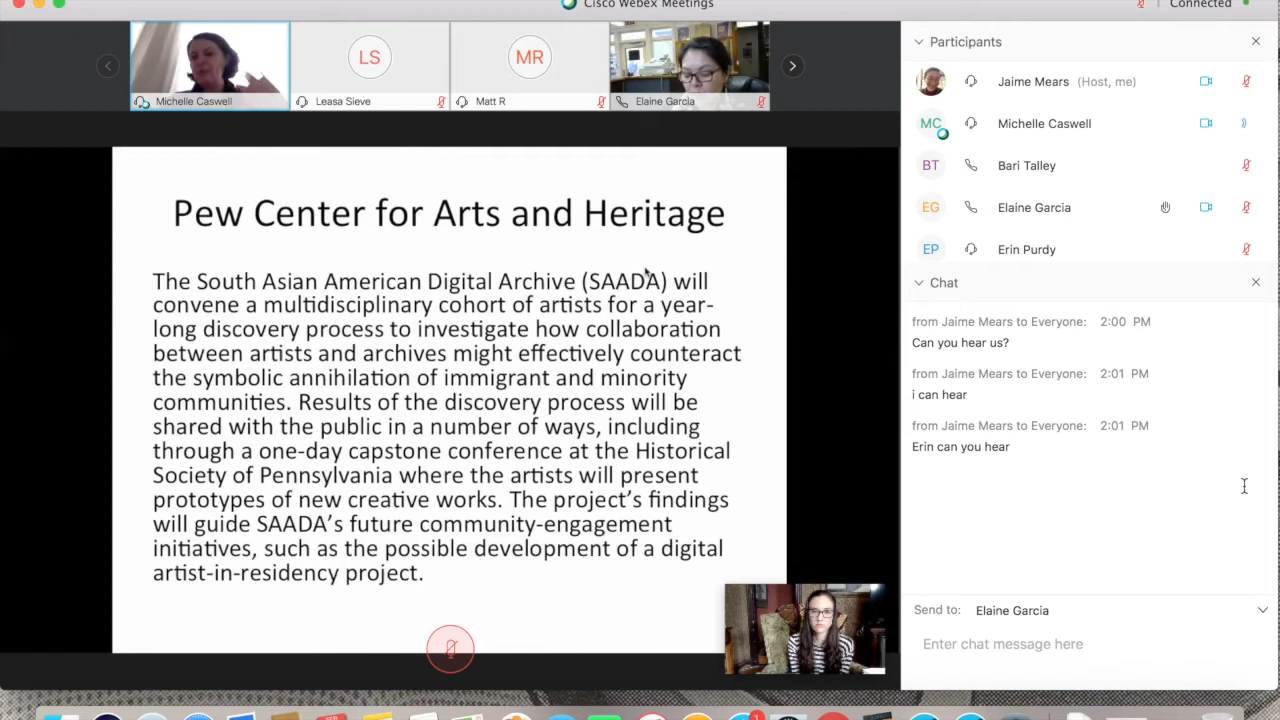 Cisco Webex Meetings
Connected
Michelle Caswell
LS
Leasa Sieve
MR
Matt R
Elaine Garcia
Pew Center for Arts and Heritage
The South Asian American Digital Archive (SAADA) will
convene a multidisciplinary cohort of artists for a year-
long discovery process to investigate how collaboration
between artists and archives might effectively counteract
the symbolic annihilation of immigrant and minority
communities. Results of the discovery process will be
shared with the public in a number of ways, including
through a one-day capstone conference at the Historical
Society of Pennsylvania where the artists will present
prototypes of new creative works. The project's findings
will guide SAADA's future community-engagement
initiatives, such as the possible development of a digital
artist-in-residency project.
Participants
Jaime Mears (Host, me)
MC Michelle Caswell
BT Bari Talley
EG Elaine Garcia
EP Erin Purdy
Chat
from Jaime Mears to Everyone: 2:00 PM
Can you hear us?
from Jaime Mears to Everyone: 2:01 PM
i can hear
from Jaime Mears to Everyone: 2:01 PM
Erin can you hear
Send to: Elaine Garcia
Enter chat message here
FEB
1